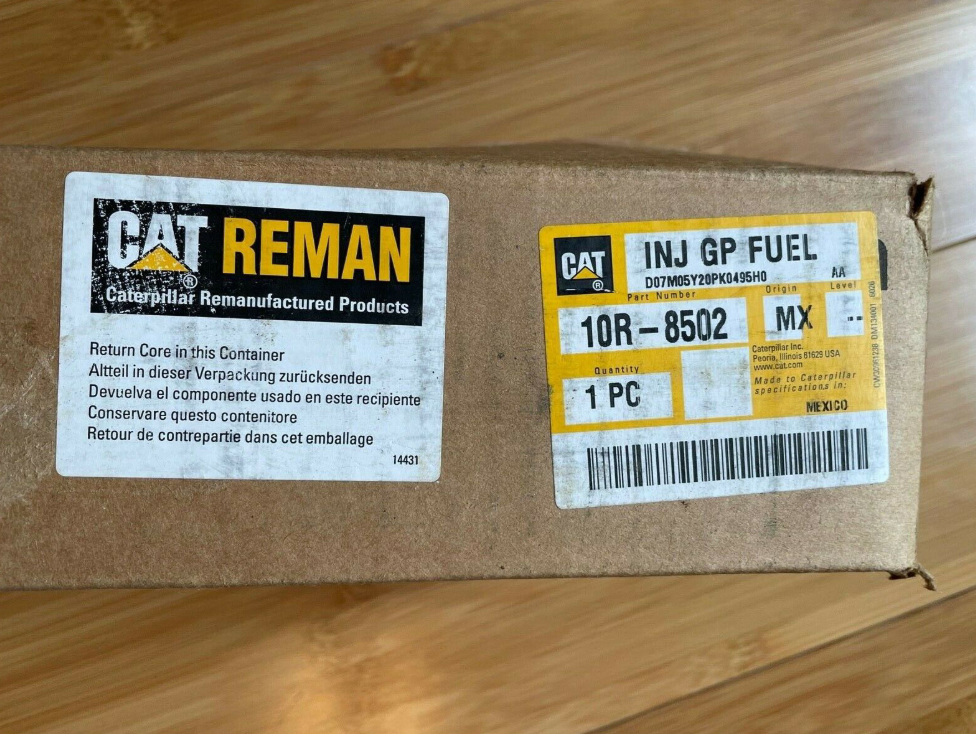 CAT REMAN
®
Caterpillar Remanufactured Products
Return Core in this Container
Altteil in dieser Verpackung zurücksenden
Devuelva el componente usado en este recipiente
Conservare questo contenitore
Retour de contrepartie dans cet emballage
14431
CAT
®
INJ GP FUEL
D07M05Y20PK0495H0
AA
Part Number
Origin
Level
10R-8502
MX
--
Caterpillar Inc.
Peoria, Illinois 61629 USA
www.cat.com
Quantity
1 PC
Made to Caterpillar
specifications in:
MEXICO